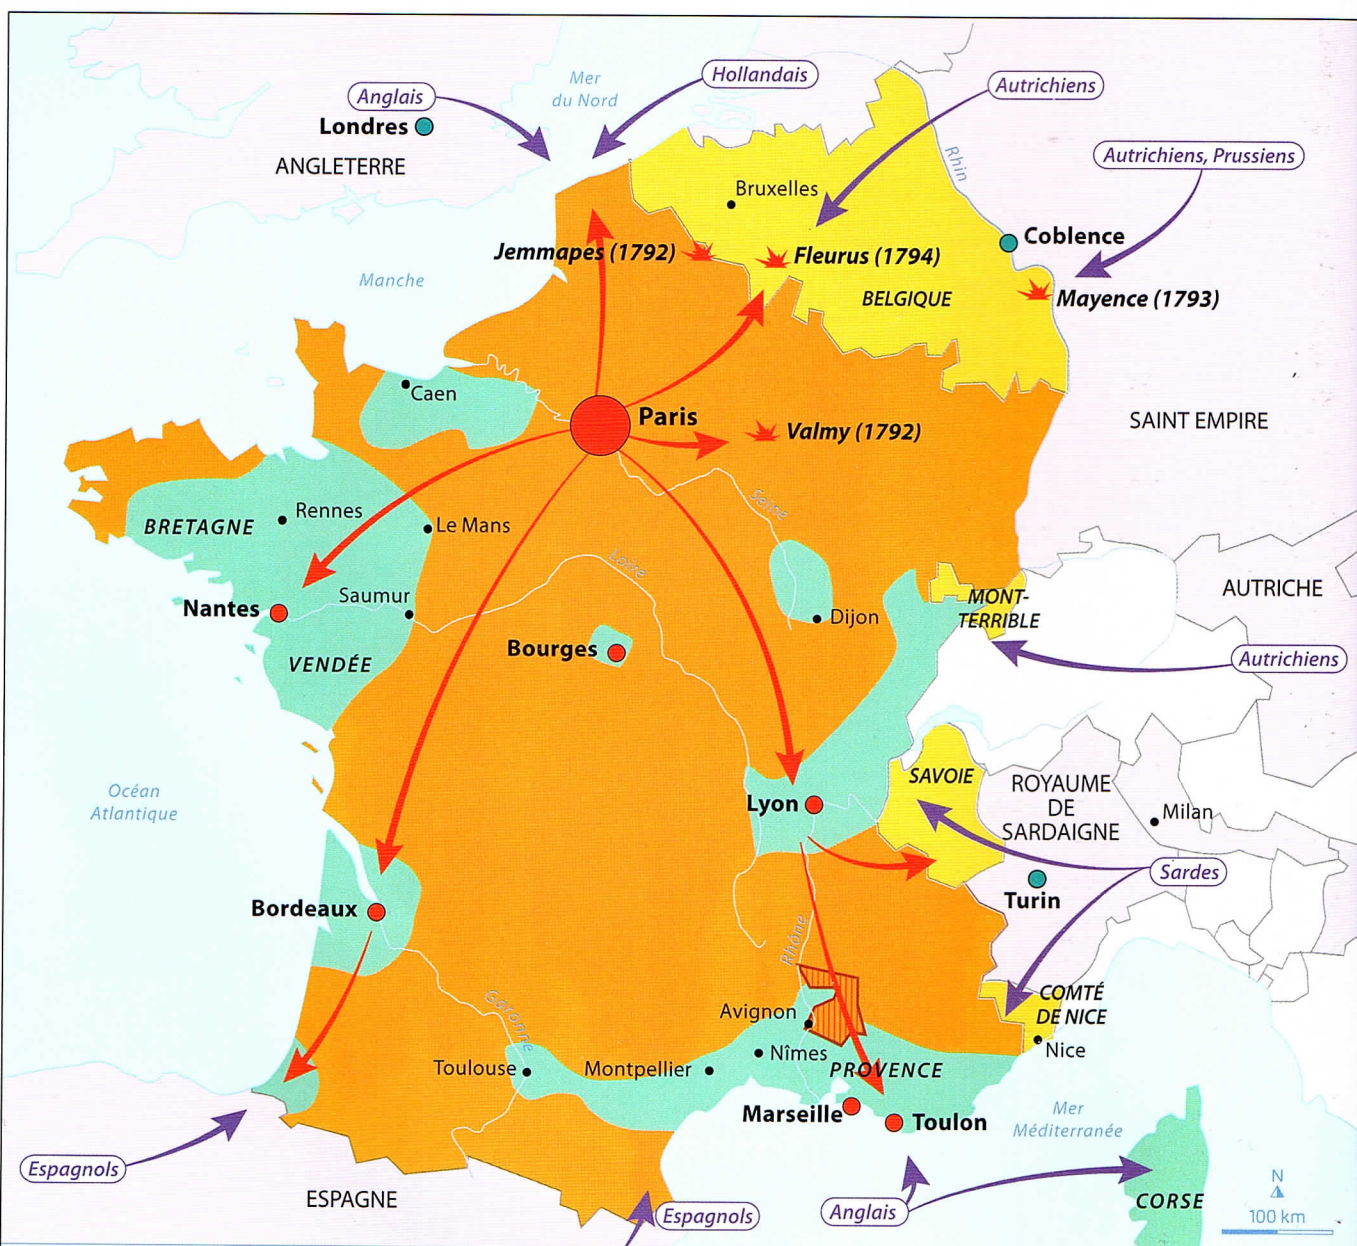 Hollandais
Mer
du Nord
Autrichiens
Anglais
Londres
ANGLETERRE
Autrichiens, Prussiens
Rhin
Bruxelles
Coblence
Jemmapes (1792)
Fleurus (1794)
BELGIQUE
Mayence (1793)
Manche
Caen
Paris
Valmy (1792)
SAINT EMPIRE
Seine
BRETAGNE
Rennes
Le Mans
Loire
AUTRICHE
MONT-
TERRIBLE
Nantes
Saumur
Dijon
Bourges
VENDÉE
Autrichiens
Océan
Atlantique
Lyon
SAVOIE
ROYAUME
DE
SARDAIGNE
Milan
Sardes
Turin
Bordeaux
Rhône
Garonne
COMTÉ
DE NICE
Avignon
Nice
Nîmes
Toulouse
Montpellier
PROVENCE
Marseille
Toulon
Mer
Méditerranée
Espagnols
ESPAGNE
Espagnols
Anglais
CORSE
N
100 km